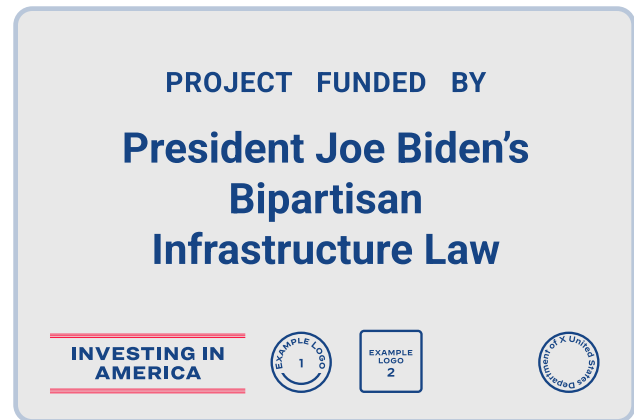 PROJECT FUNDED BY
President Joe Biden’s
Bipartisan
Infrastructure Law
INVESTING IN
AMERICA
EXAMPLE LOGO
1
EXAMPLE
LOGO
2
Department of X United States